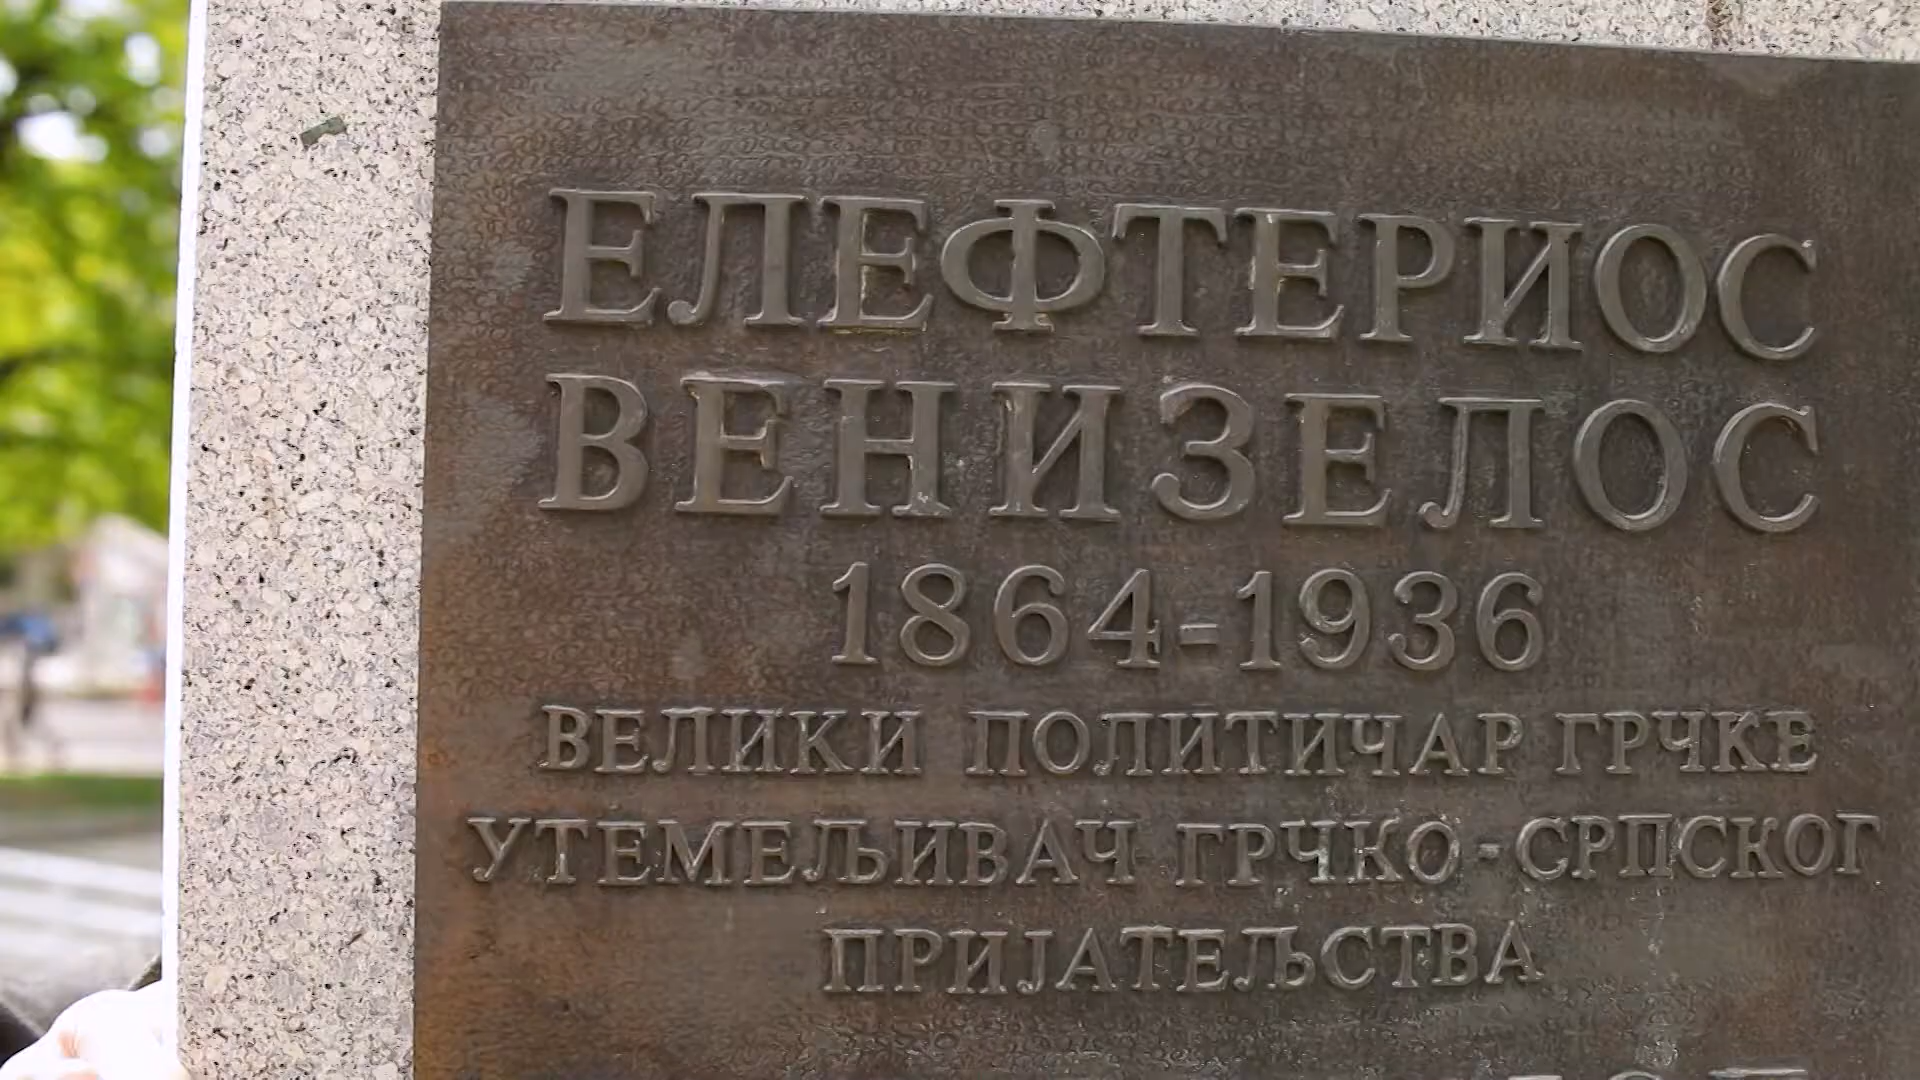 ЕЛЕФТЕРИОС
ВЕНИЗЕЛОС
1864-1936
ВЕЛИКИ ПОЛИТИЧАР ГРЧКЕ
УТЕМЕЉИВАЧ ГРЧКО-СРПСКОГ
ПРИЈАТЕЉСТВА